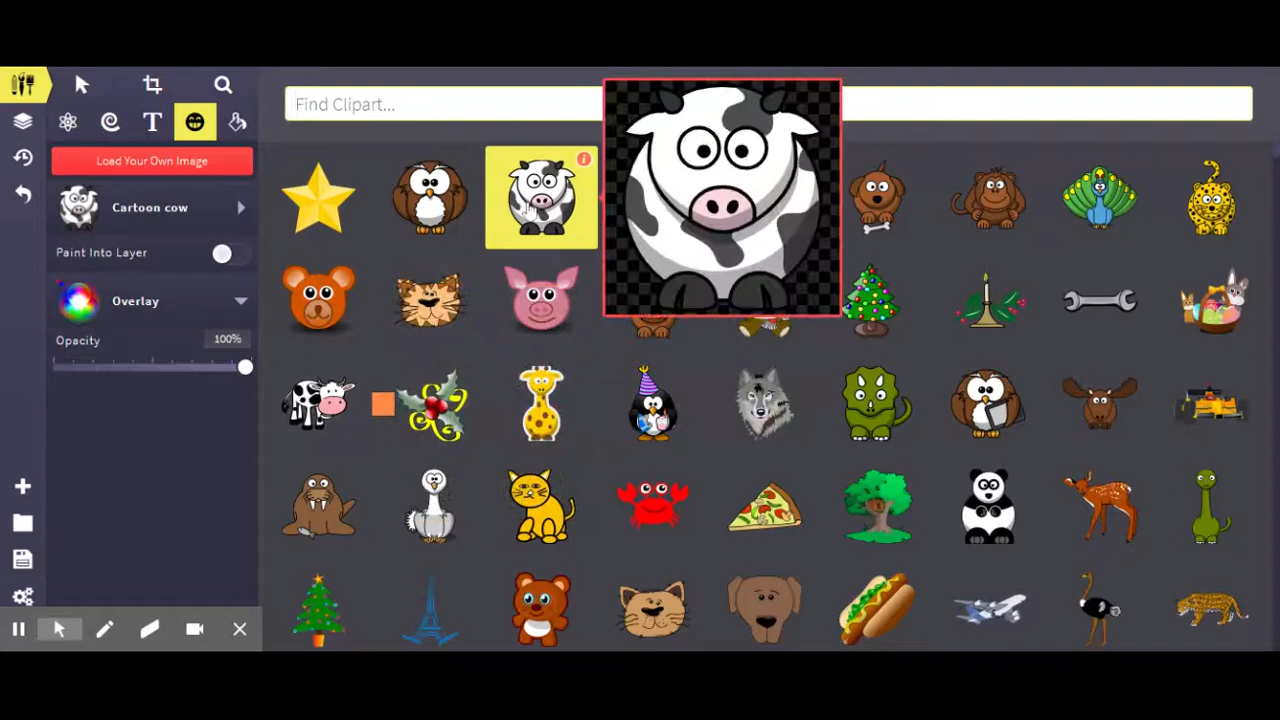 Find Clipart...
T
Load Your Own Image
i
Cartoon cow
Paint Into Layer
Overlay
Opacity 100%